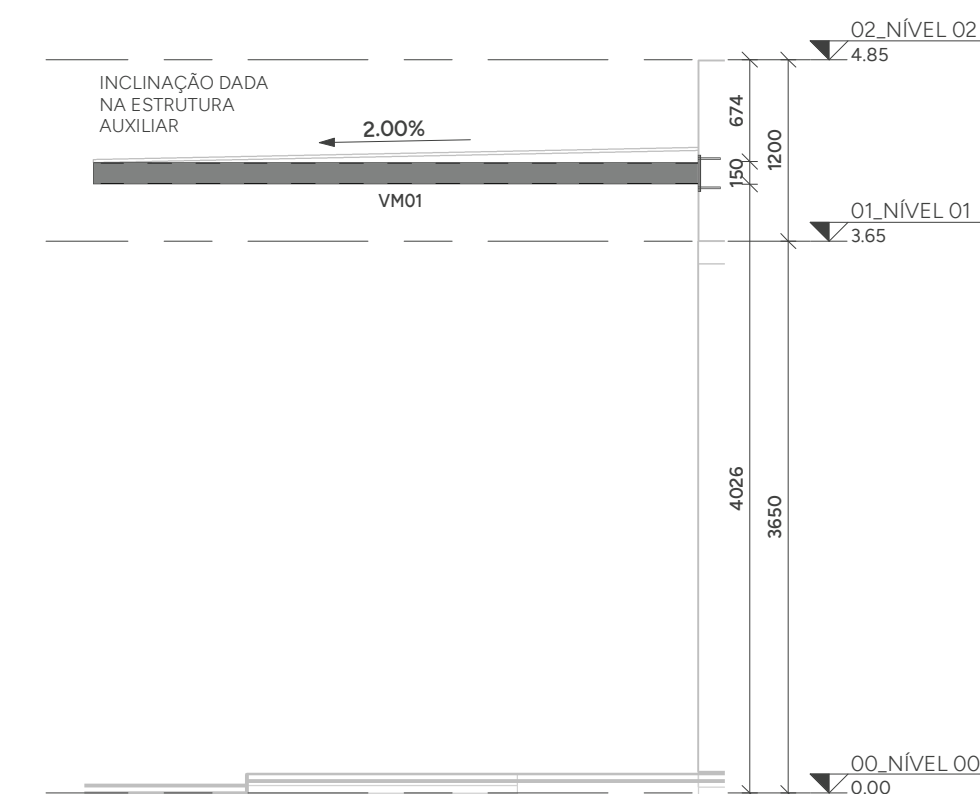 02_NÍVEL 02
4.85
INCLINAÇÃO DADA
NA ESTRUTURA
AUXILIAR
2.00%
674
1200
150
VM01
01_NÍVEL 01
3.65
4026
3650
00_NÍVEL 00
0.00